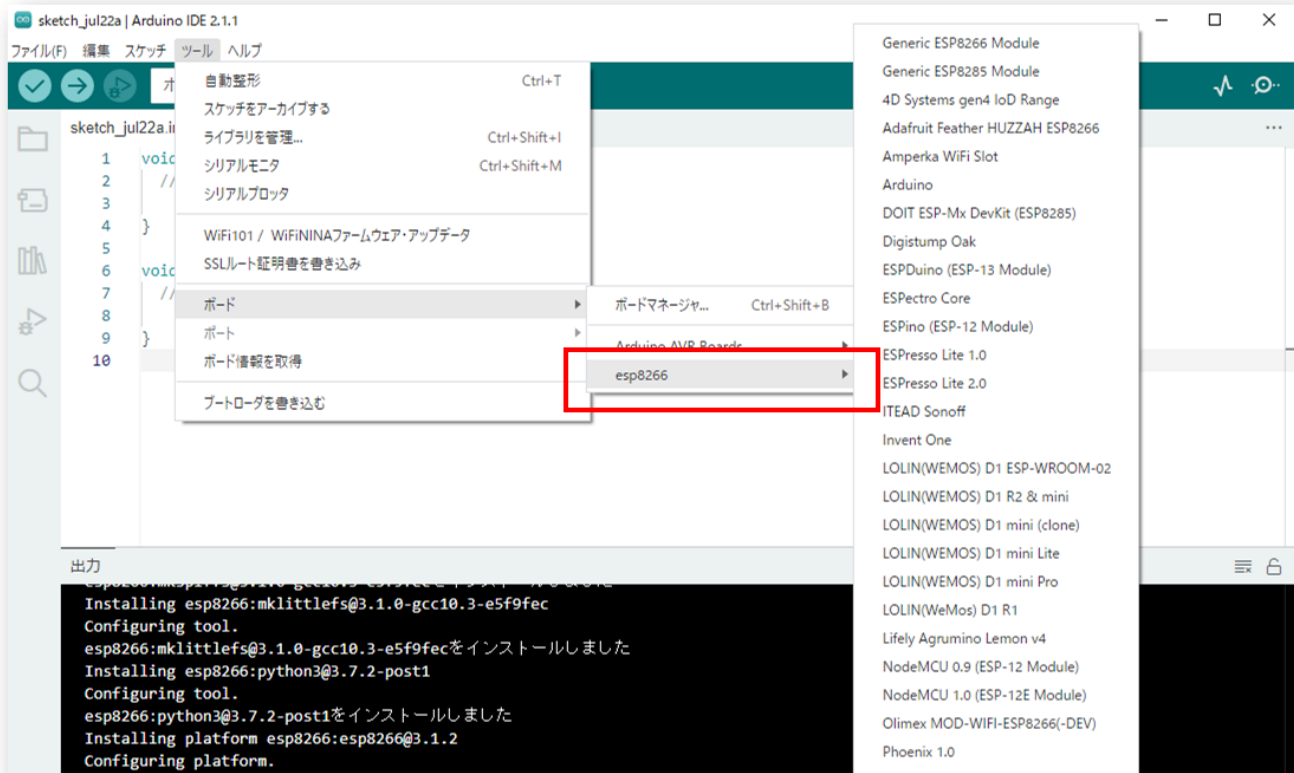 sketch_jul22a | Arduino IDE 2.1.1
ファイル(F) 編集 スケッチ ツール ヘルプ
自動整形 Ctrl+T
スケッチをアーカイブする
ライブラリを管理... Ctrl+Shift+I
シリアルモニタ Ctrl+Shift+M
シリアルプロッタ
WiFi101 / WiFiNINAファームウェア・アップデータ
SSLルート証明書を書き込み
ボード
ポート
ボード情報を取得
ブートローダを書き込む
ボードマネージャ... Ctrl+Shift+B
Arduino AVR Boards
esp8266
Generic ESP8266 Module
Generic ESP8285 Module
4D Systems gen4 IoD Range
Adafruit Feather HUZZAH ESP8266
Amperka WiFi Slot
Arduino
DOIT ESP-Mx DevKit (ESP8285)
Digistump Oak
ESPDuino (ESP-13 Module)
ESPectro Core
ESPino (ESP-12 Module)
ESPresso Lite 1.0
ESPresso Lite 2.0
ITEAD Sonoff
Invent One
LOLIN(WEMOS) D1 ESP-WROOM-02
LOLIN(WEMOS) D1 R2 & mini
LOLIN(WEMOS) D1 mini (clone)
LOLIN(WEMOS) D1 mini Lite
LOLIN(WEMOS) D1 mini Pro
LOLIN(WeMos) D1 R1
Lifely Agrumino Lemon v4
NodeMCU 0.9 (ESP-12 Module)
NodeMCU 1.0 (ESP-12E Module)
Olimex MOD-WIFI-ESP8266(-DEV)
Phoenix 1.0
ボ
sketch_jul22a.in
1 void
2 //
3
4 }
5
6 void
7 //
8
9 }
10
出力
Installing esp8266:mklittlefs@3.1.0-gcc10.3-e5f9fec
Configuring tool.
esp8266:mklittlefs@3.1.0-gcc10.3-e5f9fecをインストールしました
Installing esp8266:python3@3.7.2-post1
Configuring tool.
esp8266:python3@3.7.2-post1をインストールしました
Installing platform esp8266:esp8266@3.1.2
Configuring platform.